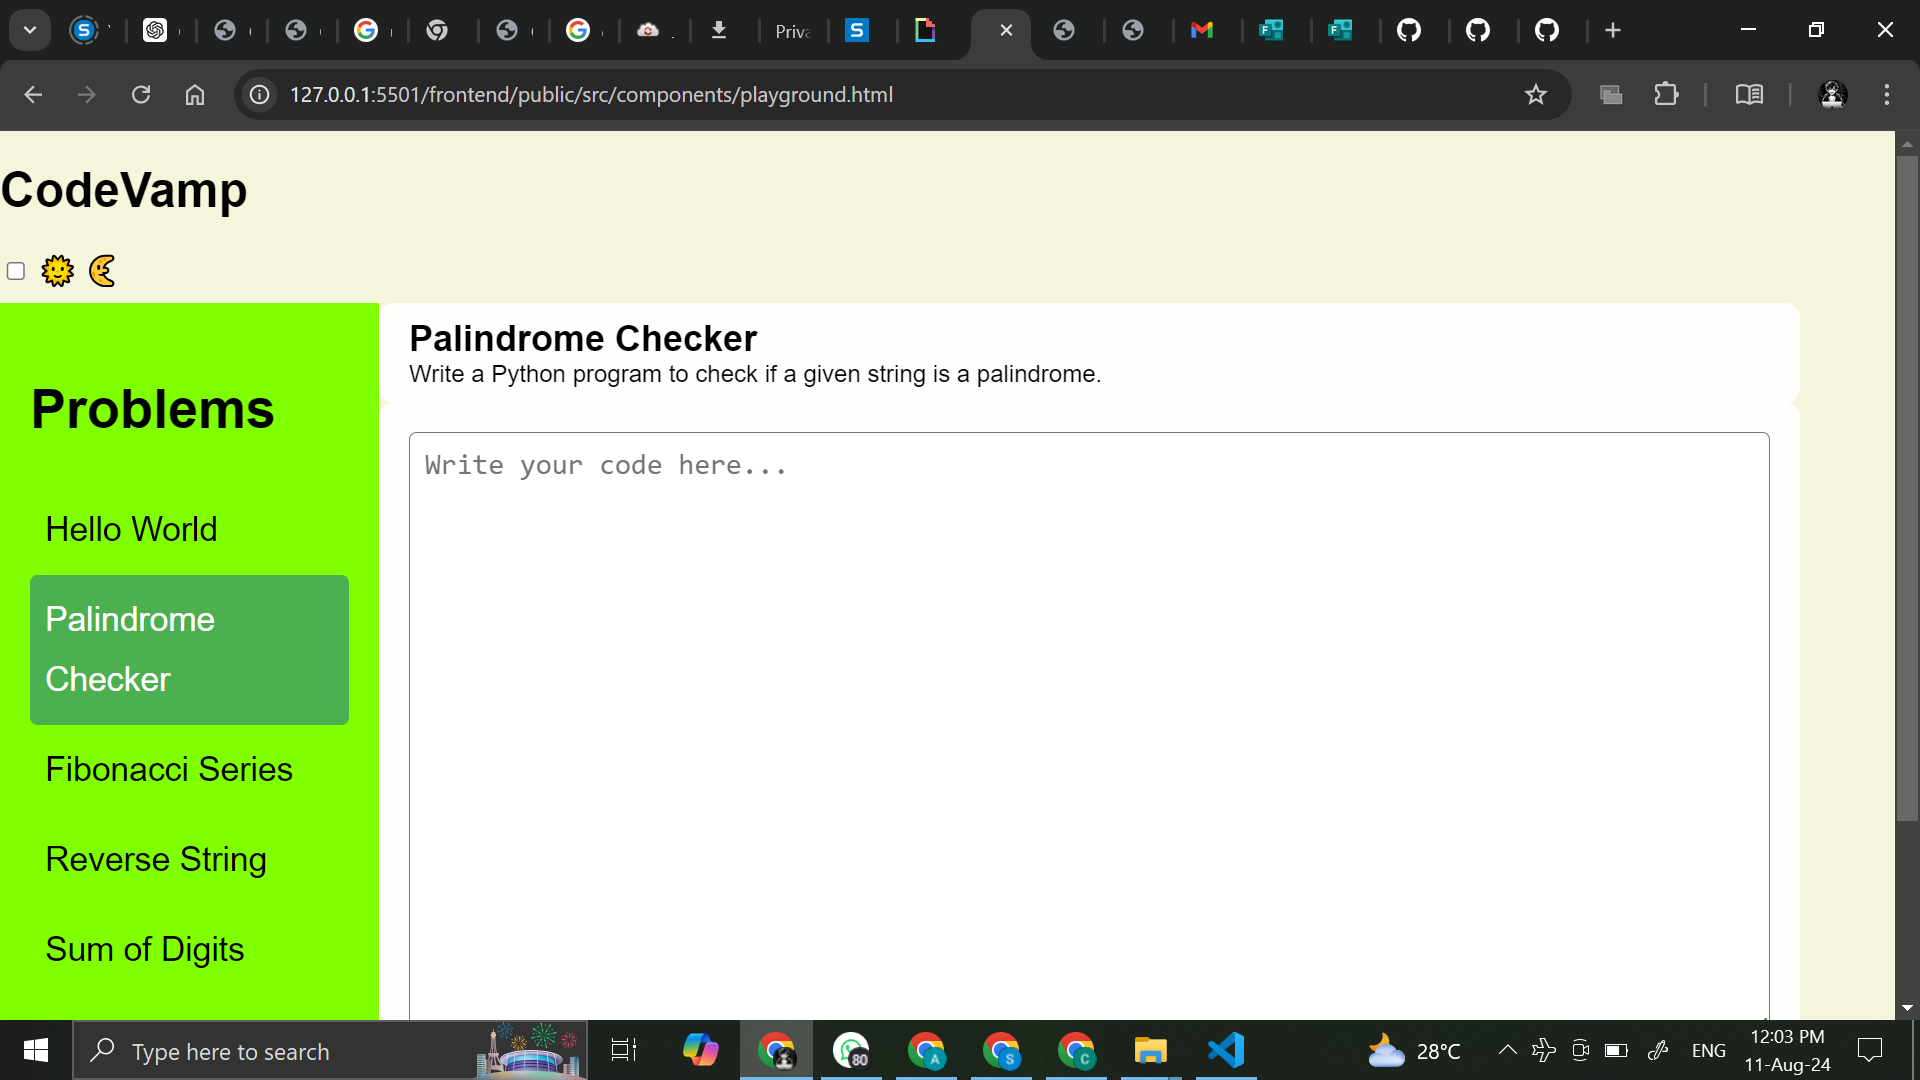 Priva
127.0.0.1:5501/frontend/public/src/components/playground.html
CodeVamp
Palindrome Checker
Write a Python program to check if a given string is a palindrome.
Problems
Write your code here...
Hello World
Palindrome
Checker
Fibonacci Series
Reverse String
Sum of Digits
Type here to search
80
A
S
C
28°C
ENG
12:03 PM
11-Aug-24